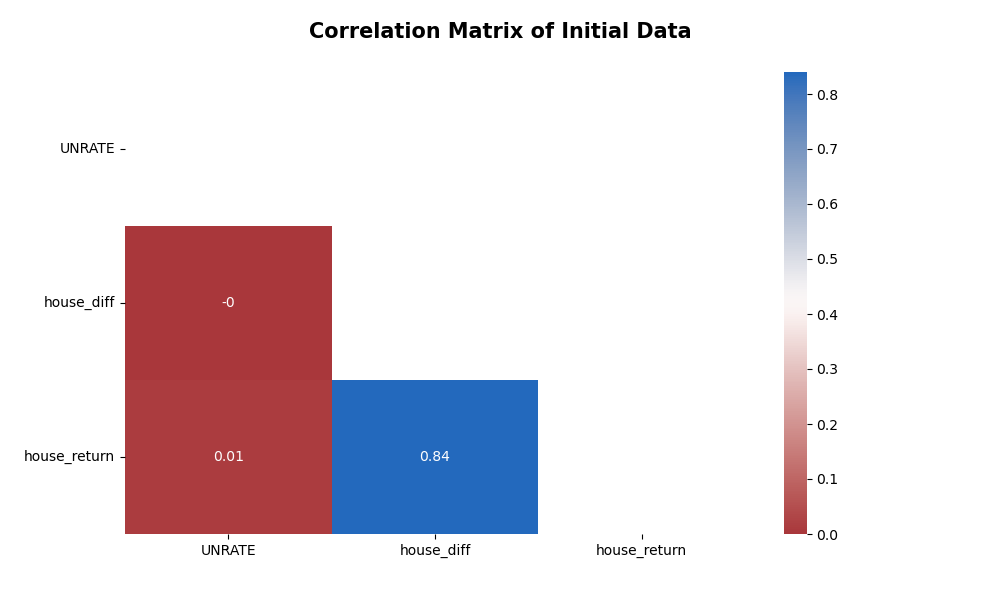 Correlation Matrix of Initial Data
UNRATE
house_diff
house_return
-0
0.01
0.84
UNRATE
house_diff
house_return
0.8
0.7
0.6
0.5
0.4
0.3
0.2
0.1
0.0